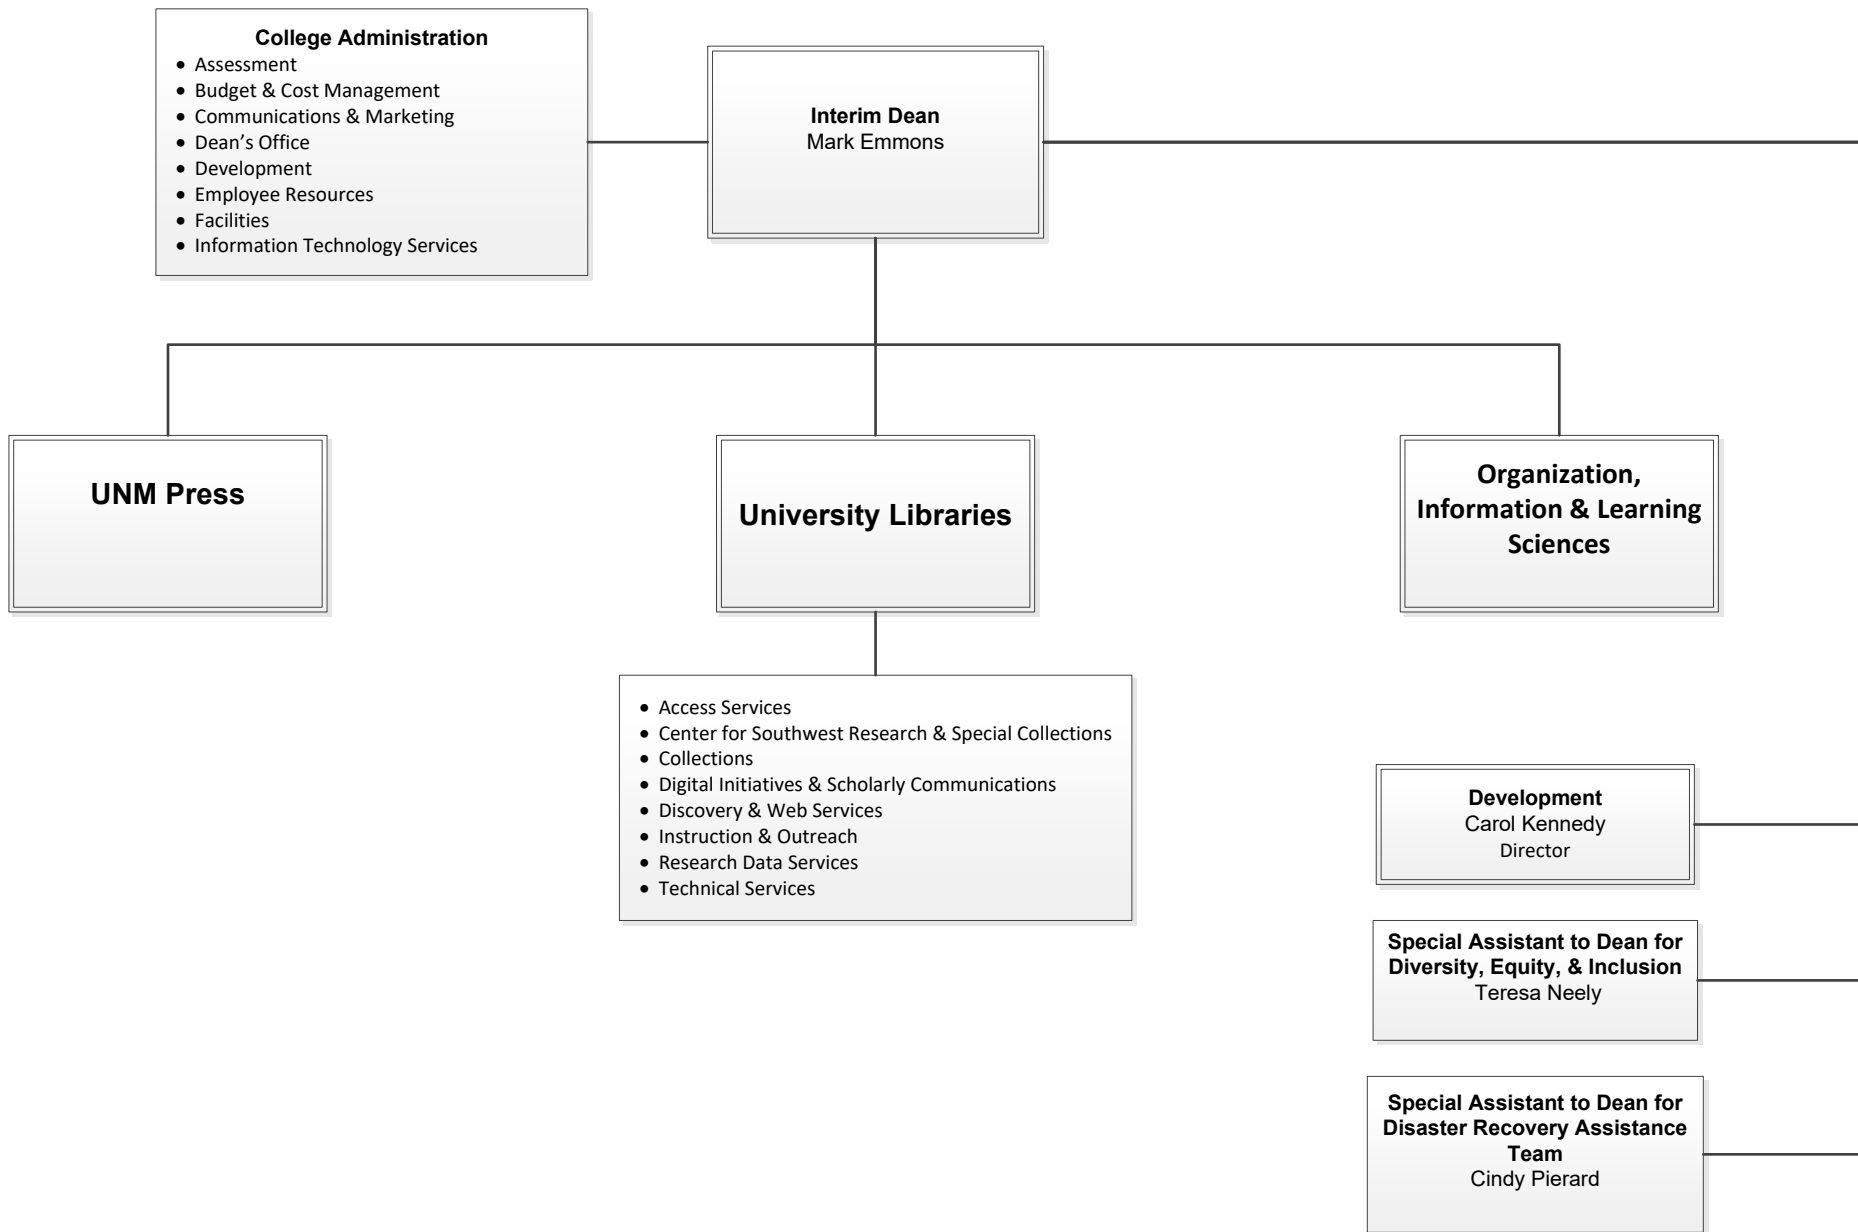 College Administration
• Assessment
• Budget & Cost Management
• Communications & Marketing
• Dean’s Office
• Development
• Employee Resources
• Facilities
• Information Technology Services
Interim Dean
Mark Emmons
UNM Press
University Libraries
Organization,
Information & Learning
Sciences
• Access Services
• Center for Southwest Research & Special Collections
• Collections
• Digital Initiatives & Scholarly Communications
• Discovery & Web Services
• Instruction & Outreach
• Research Data Services
• Technical Services
Development
Carol Kennedy
Director
Special Assistant to Dean for
Diversity, Equity, & Inclusion
Teresa Neely
Special Assistant to Dean for
Disaster Recovery Assistance
Team
Cindy Pierard